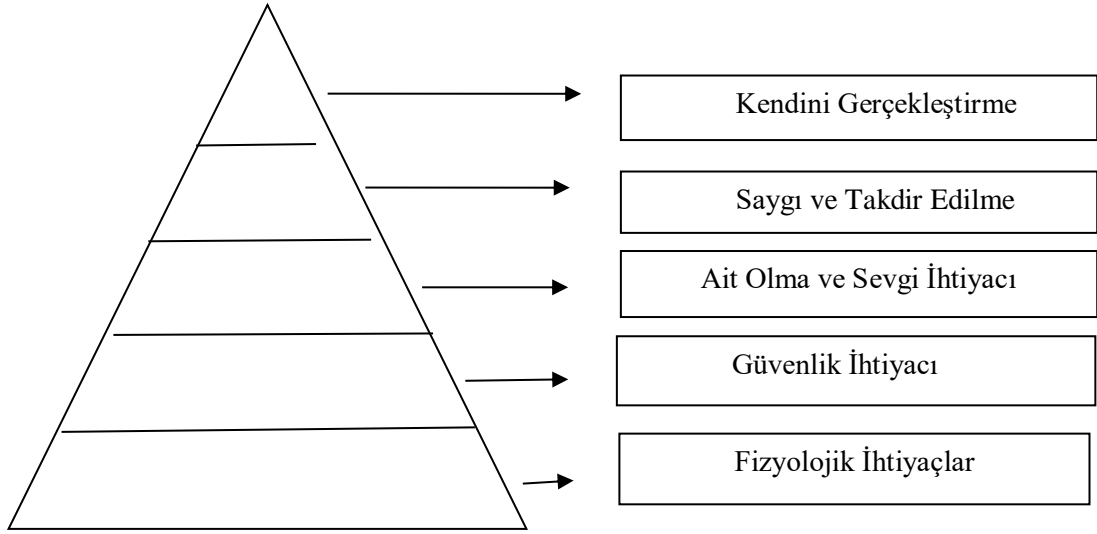 Kendini Gerçekleştirme
Saygı ve Takdir Edilme
Ait Olma ve Sevgi İhtiyacı
Güvenlik İhtiyacı
Fizyolojik İhtiyaçlar